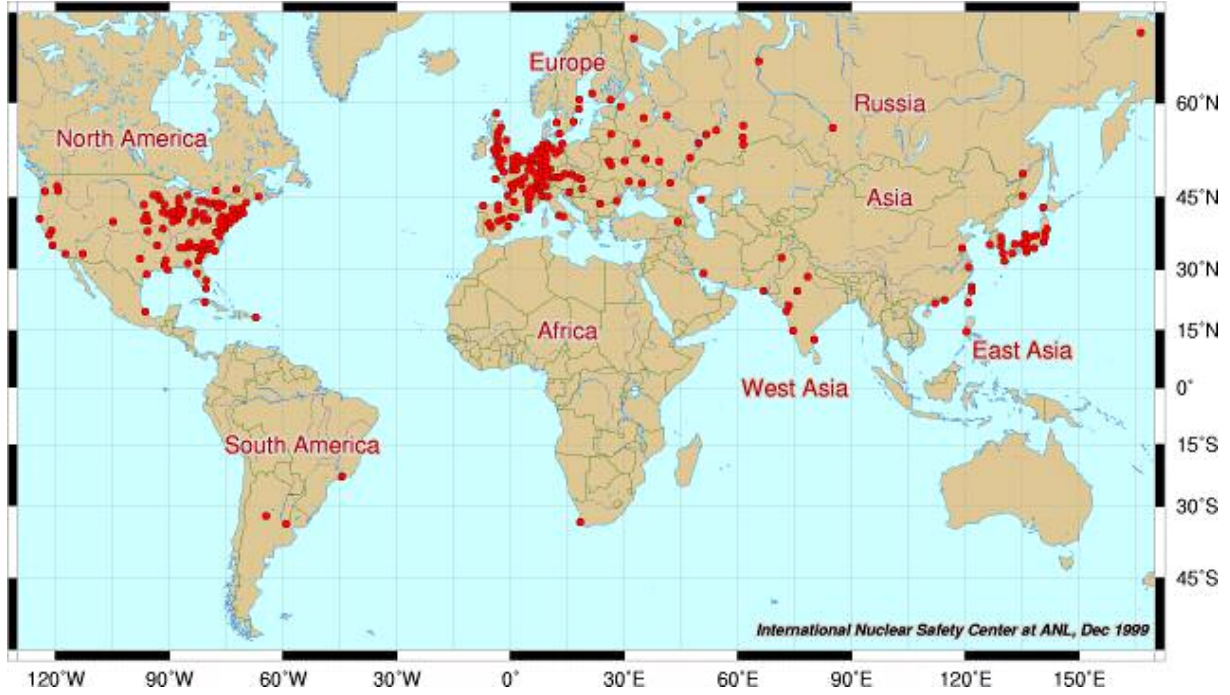 Europe
Russia
North America
Asia
Africa
East Asia
West Asia
South America
60°N
45°N
30°N
15°N
0°
15°S
30°S
45°S
International Nuclear Safety Center at ANL, Dec 1999
120°W
90°W
60°W
30°W
0°
30°E
60°E
90°E
120°E
150°E